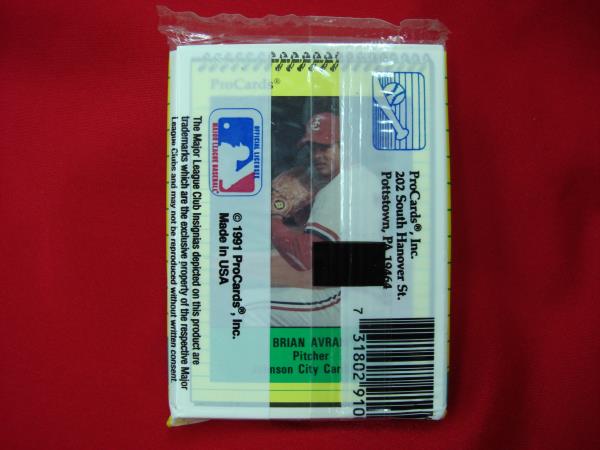 ProCards®
OFFICIAL LICENSEE
MAJOR LEAGUE BASEBALL
The Major League Club Insignias depicted on this product are
trademarks which are the exclusive property of the respective Major
League Clubs and may not be reproduced without written consent.
© 1991 ProCards®, Inc.
Made In USA
ProCards®, Inc.
202 South Hanover St.
Pottstown, PA 19464
7 31802 910
BRIAN AVRA
Pitcher
Johnson City Car